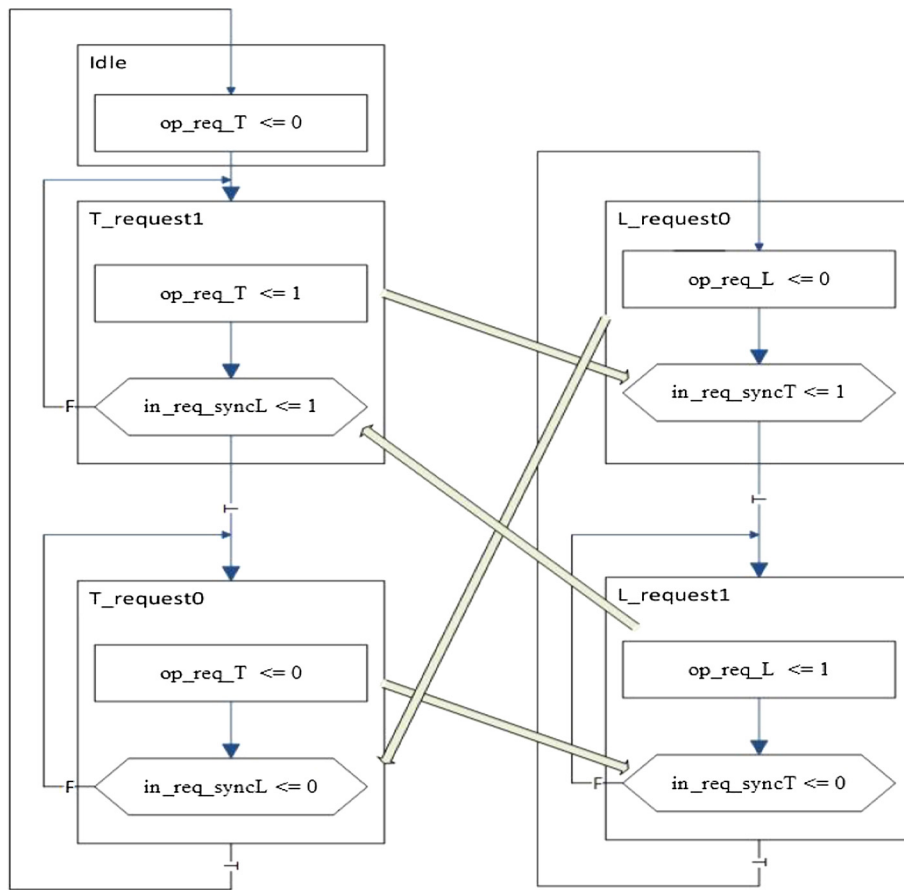 Idle
op_req_T <= 0
T_request1
op_req_T <= 1
in_req_syncL <= 1
F
T
T_request0
op_req_T <= 0
in_req_syncL <= 0
F
T
L_request0
op_req_L <= 0
in_req_syncT <= 1
T
L_request1
op_req_L <= 1
in_req_syncT <= 0
F
T